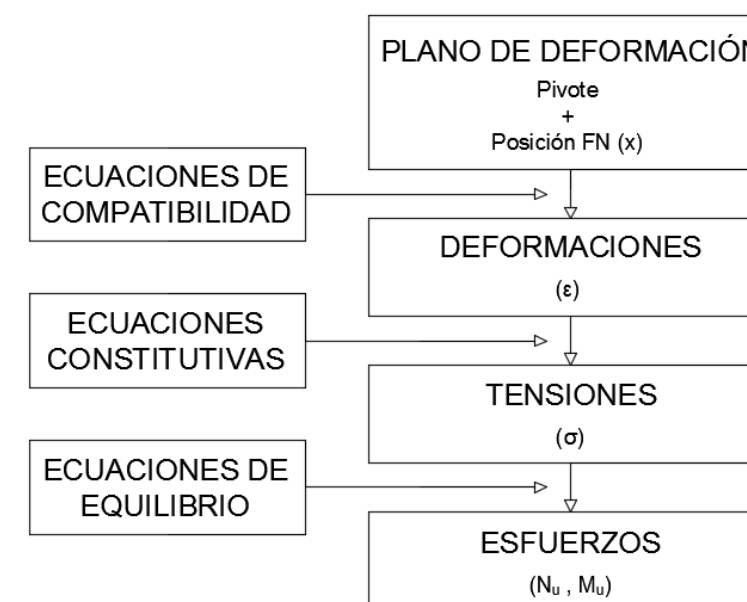 PLANO DE DEFORMACIÓN
Pivote
+
Posición FN (x)
ECUACIONES DE
COMPATIBILIDAD
DEFORMACIONES
(ε)
ECUACIONES
CONSTITUTIVAS
TENSIONES
(σ)
ECUACIONES DE
EQUILIBRIO
ESFUERZOS
(Nᵤ , Mᵤ)